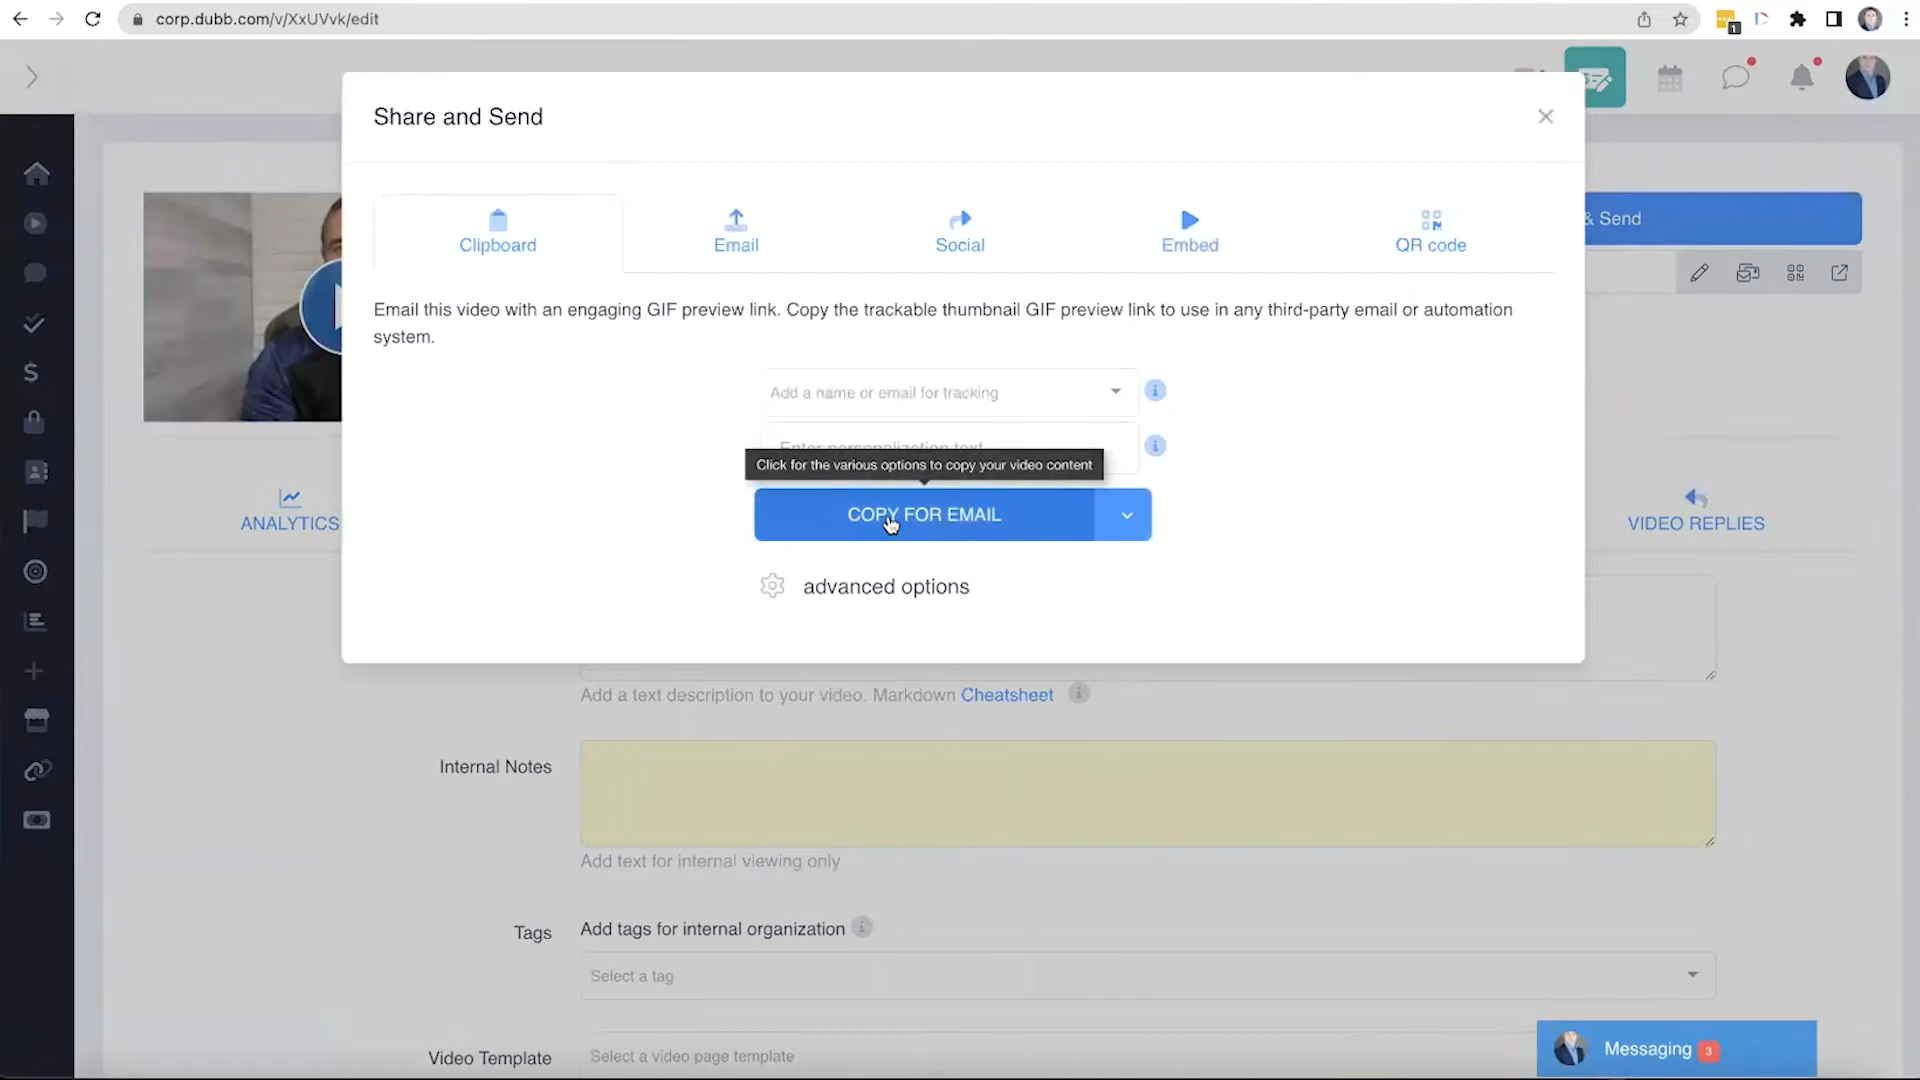 corp.dubb.com/v/XxUVvk/edit
1
Share and Send
Clipboard
Email
Social
Embed
QR code
& Send
Email this video with an engaging GIF preview link. Copy the trackable thumbnail GIF preview link to use in any third-party email or automation
system.
Add a name or email for tracking
Enter personalization text
Click for the various options to copy your video content
COPY FOR EMAIL
ANALYTICS
VIDEO REPLIES
advanced options
Add a text description to your video. Markdown Cheatsheet
Internal Notes
Add text for internal viewing only
Tags
Add tags for internal organization
Select a tag
Video Template
Select a video page template
Messaging 3